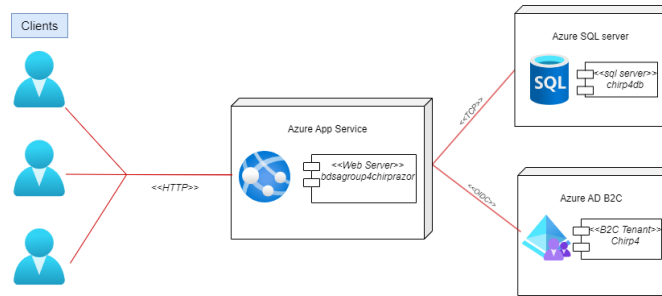 Clients
<<HTTP>>
Azure App Service
<<Web Server>>
bdsagroup4chirprazor
<<TCP>>
<<OIDC>>
Azure SQL server
SQL
<<sql server>>
chirp4db
Azure AD B2C
<<B2C Tenant>>
Chirp4